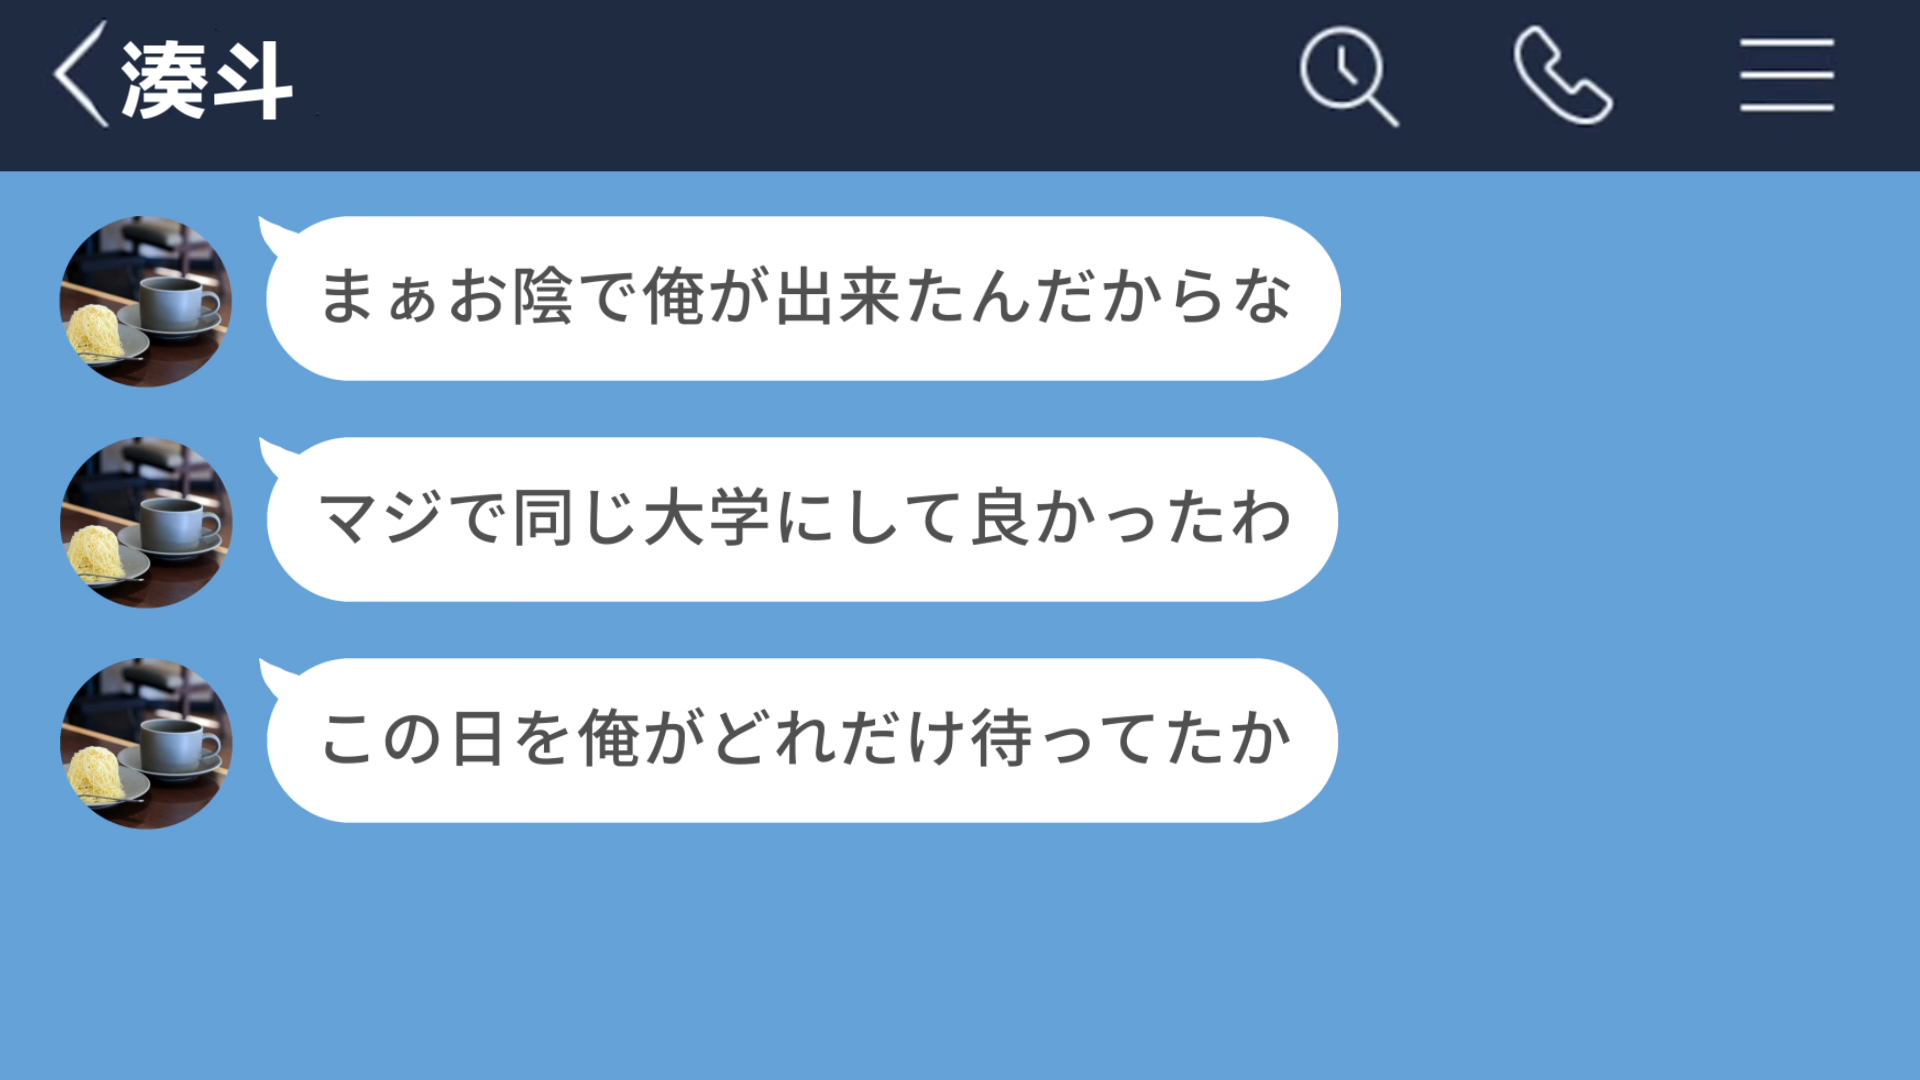 湊斗
まぁお陰で俺が出来たんだからな
マジで同じ大学にして良かったわ
この日を俺がどれだけ待ってたか